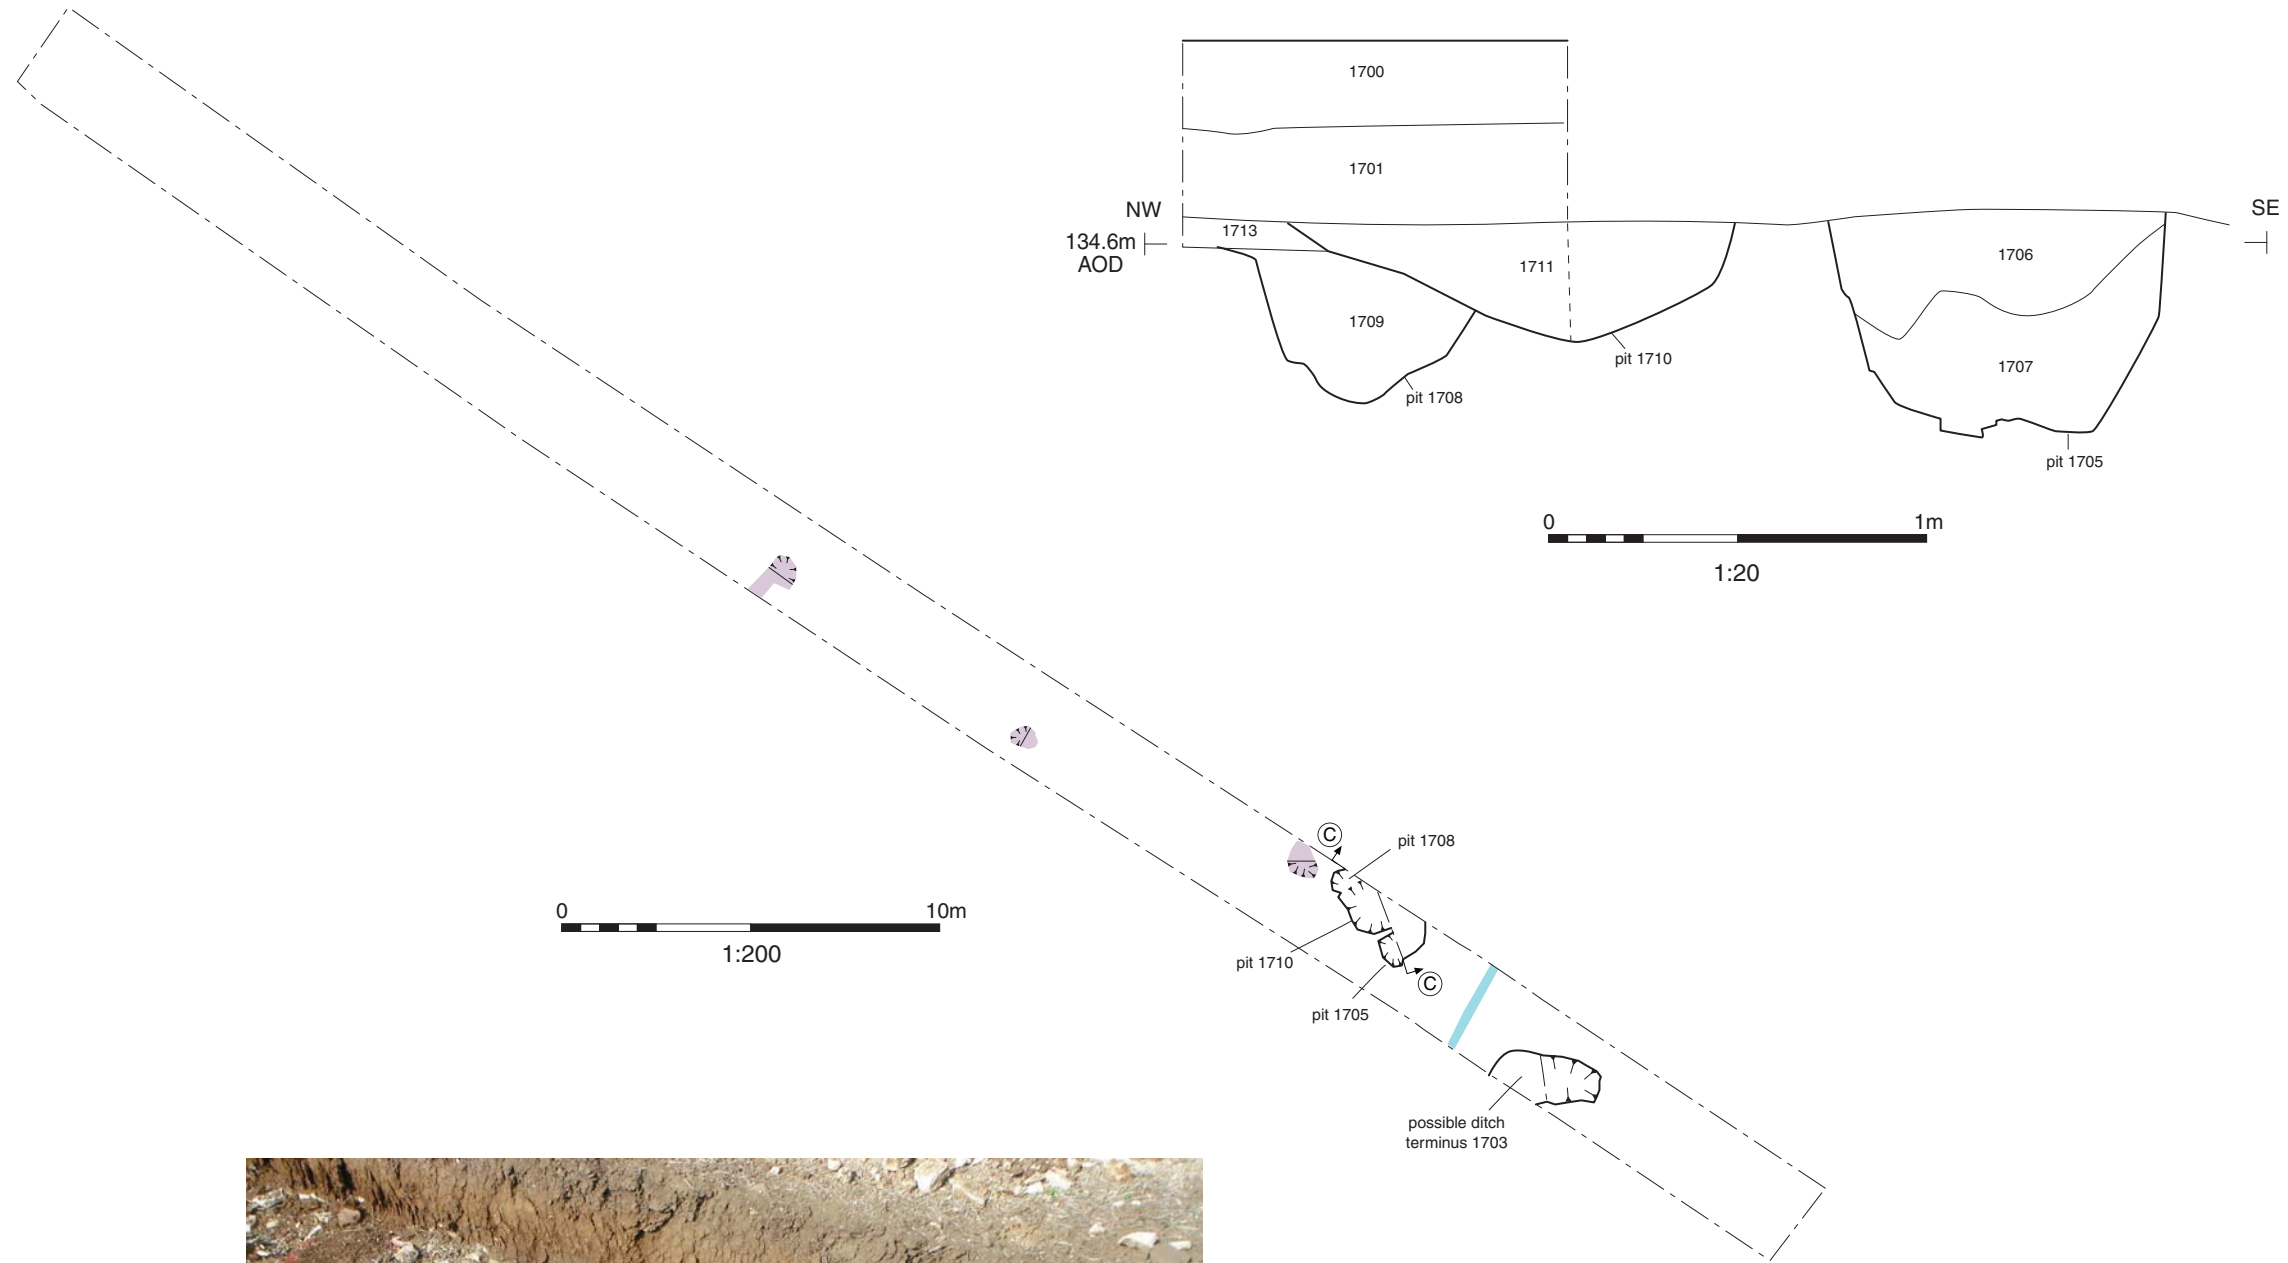 1700
1701
NW
SE
1713
134.6m
AOD
1711
1706
1709
1707
pit 1710
pit 1708
pit 1705
0 1m
1:20
C
pit 1708
0 10m
1:200
pit 1710
C
pit 1705
possible ditch
terminus 1703